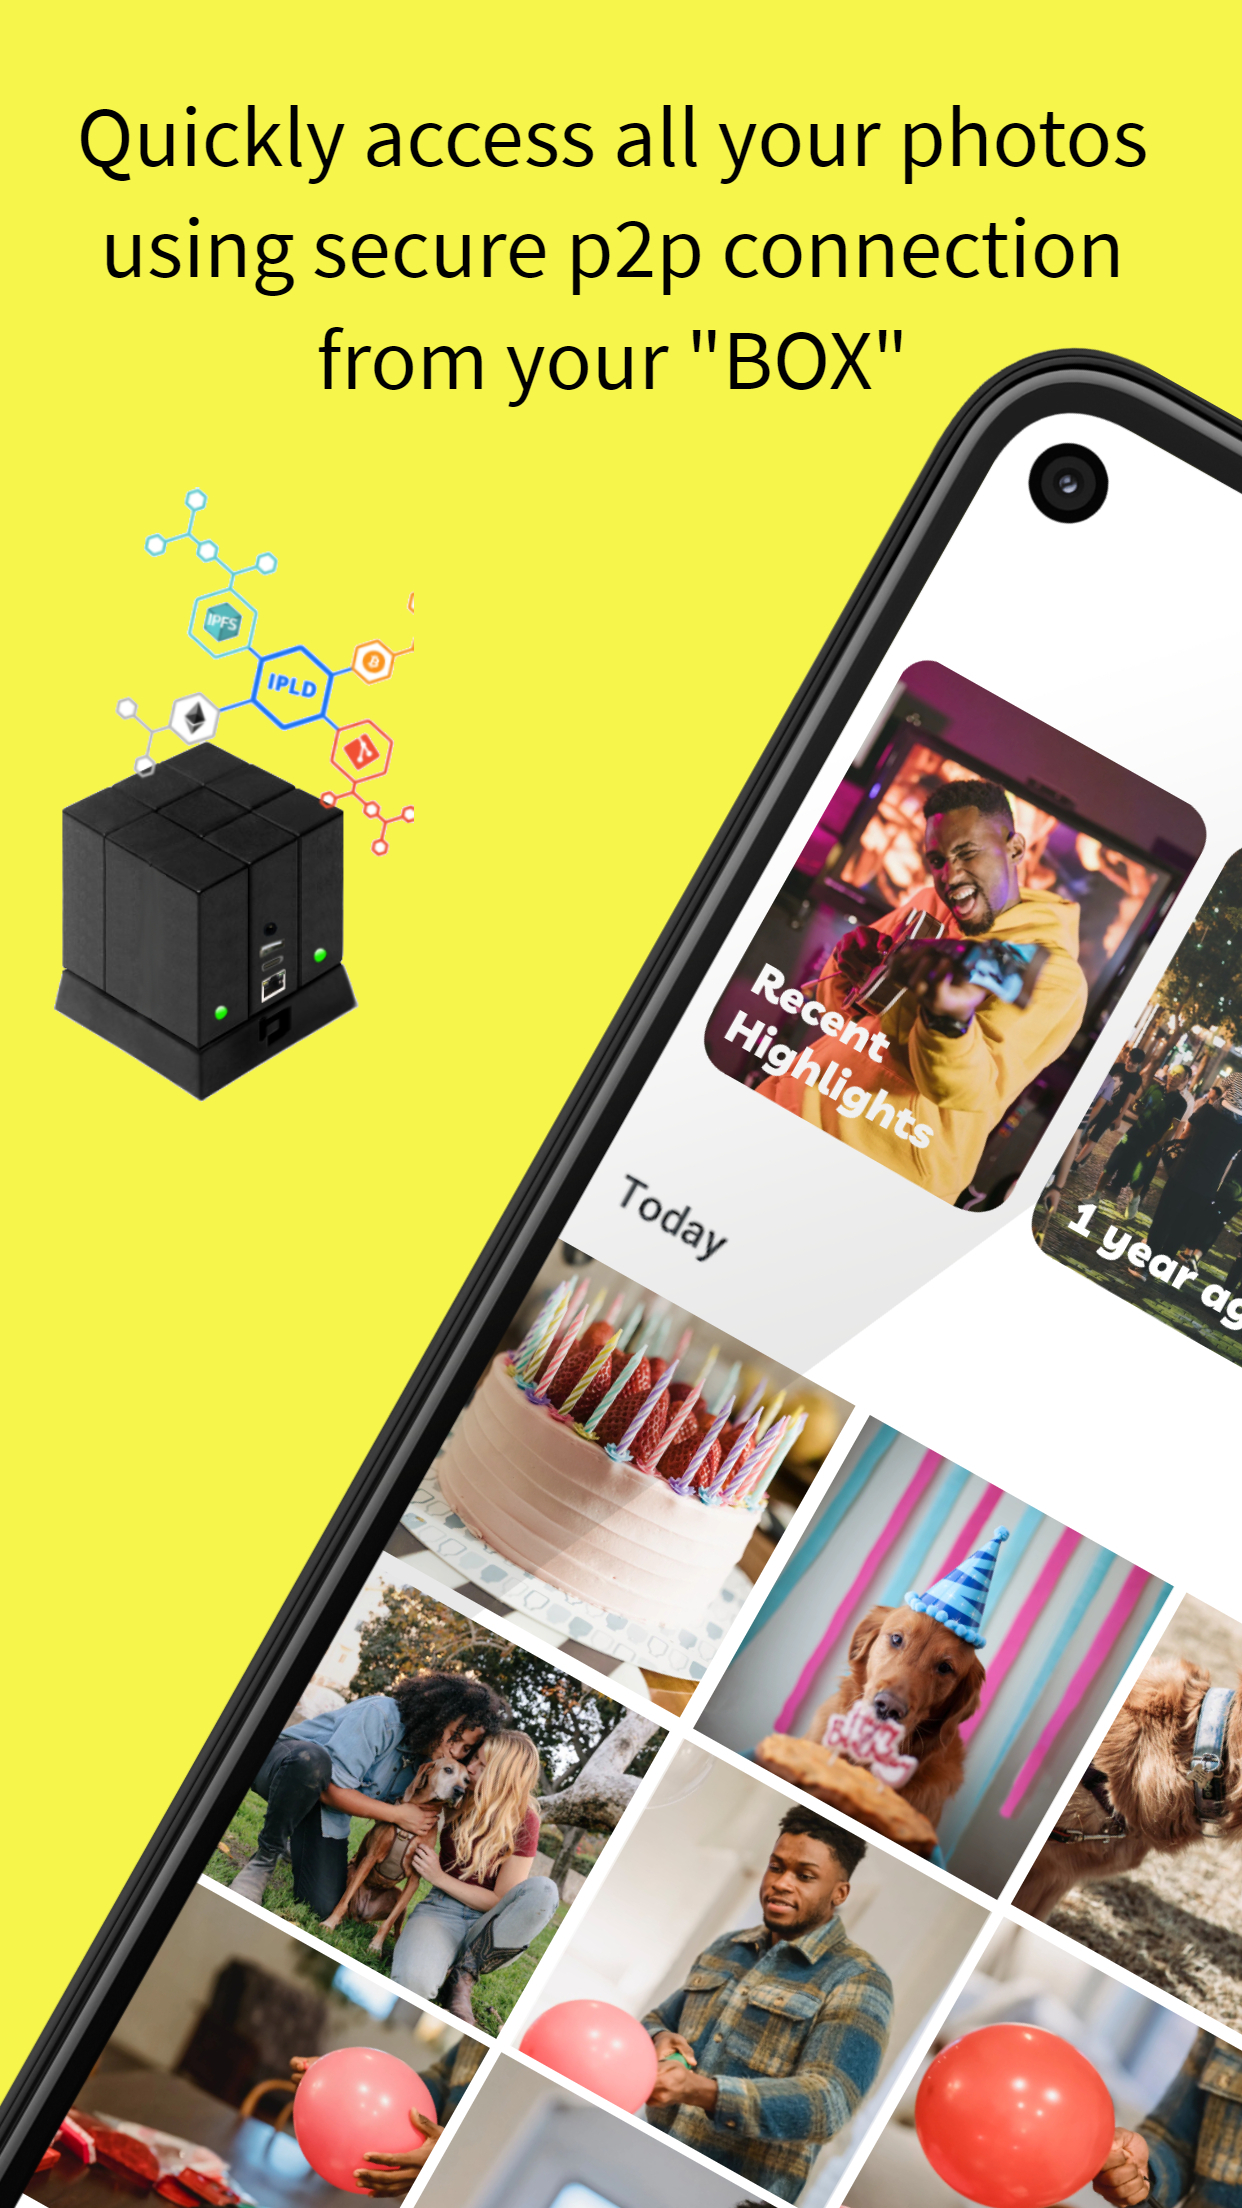 Quickly access all your photos
using secure p2p connection
from your "BOX"
IPFS
IPLD
Recent
Highlights
1 year ag
Today